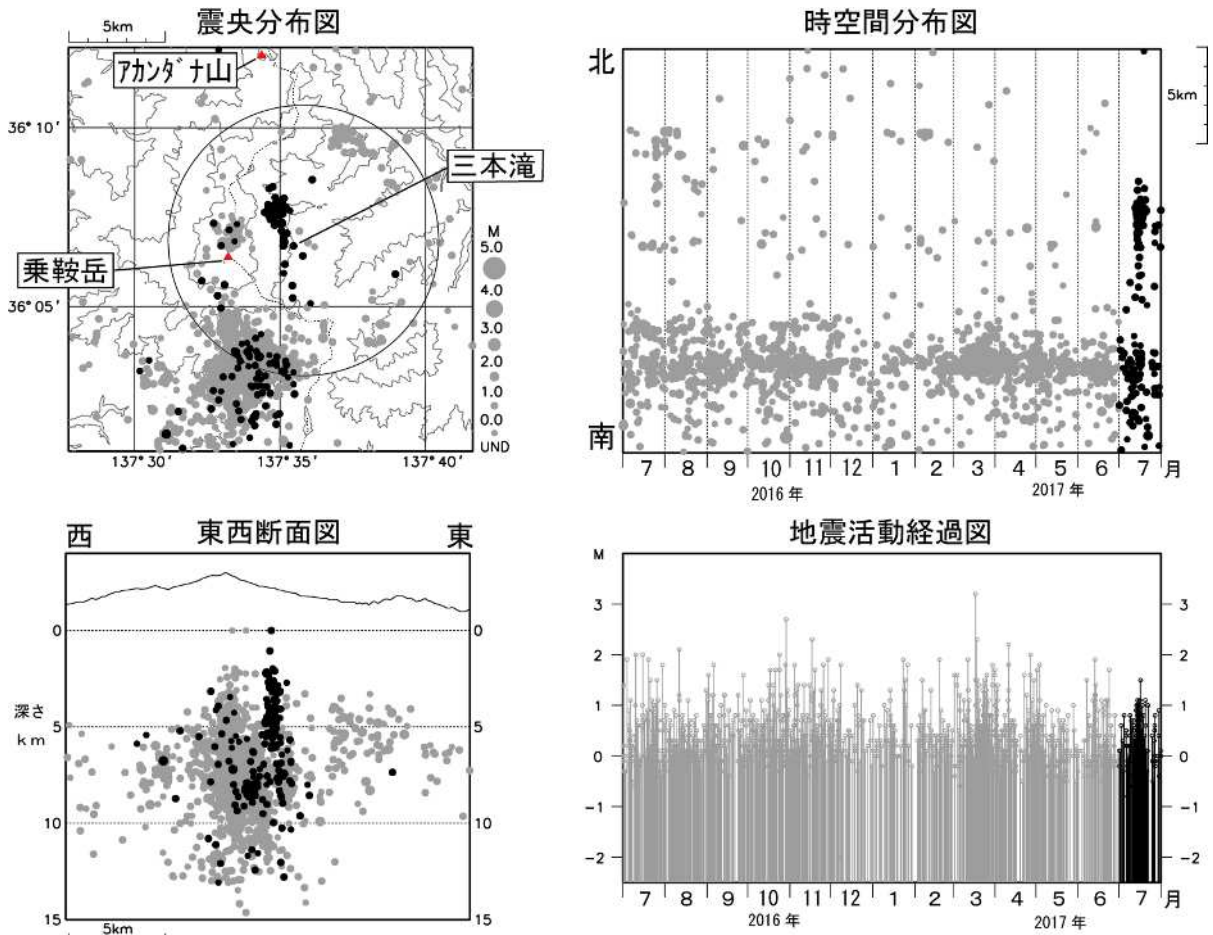 5km
震央分布図
アカンダナ山
36°10′
三本滝
乗鞍岳
36°05′
M
5.0
4.0
3.0
2.0
1.0
0.0
UND
137°30′
137°35′
137°40′
時空間分布図
北
5km
南
7 8 9 10 11 12 1 2 3 4 5 6 7 月
2016 年
2017 年
西
東西断面図
東
0
0
深さ
km
5
5
10
10
15
15
5km
地震活動経過図
M
3
3
2
2
1
1
0
0
-1
-1
-2
-2
7 8 9 10 11 12 1 2 3 4 5 6 7 月
2016 年
2017 年